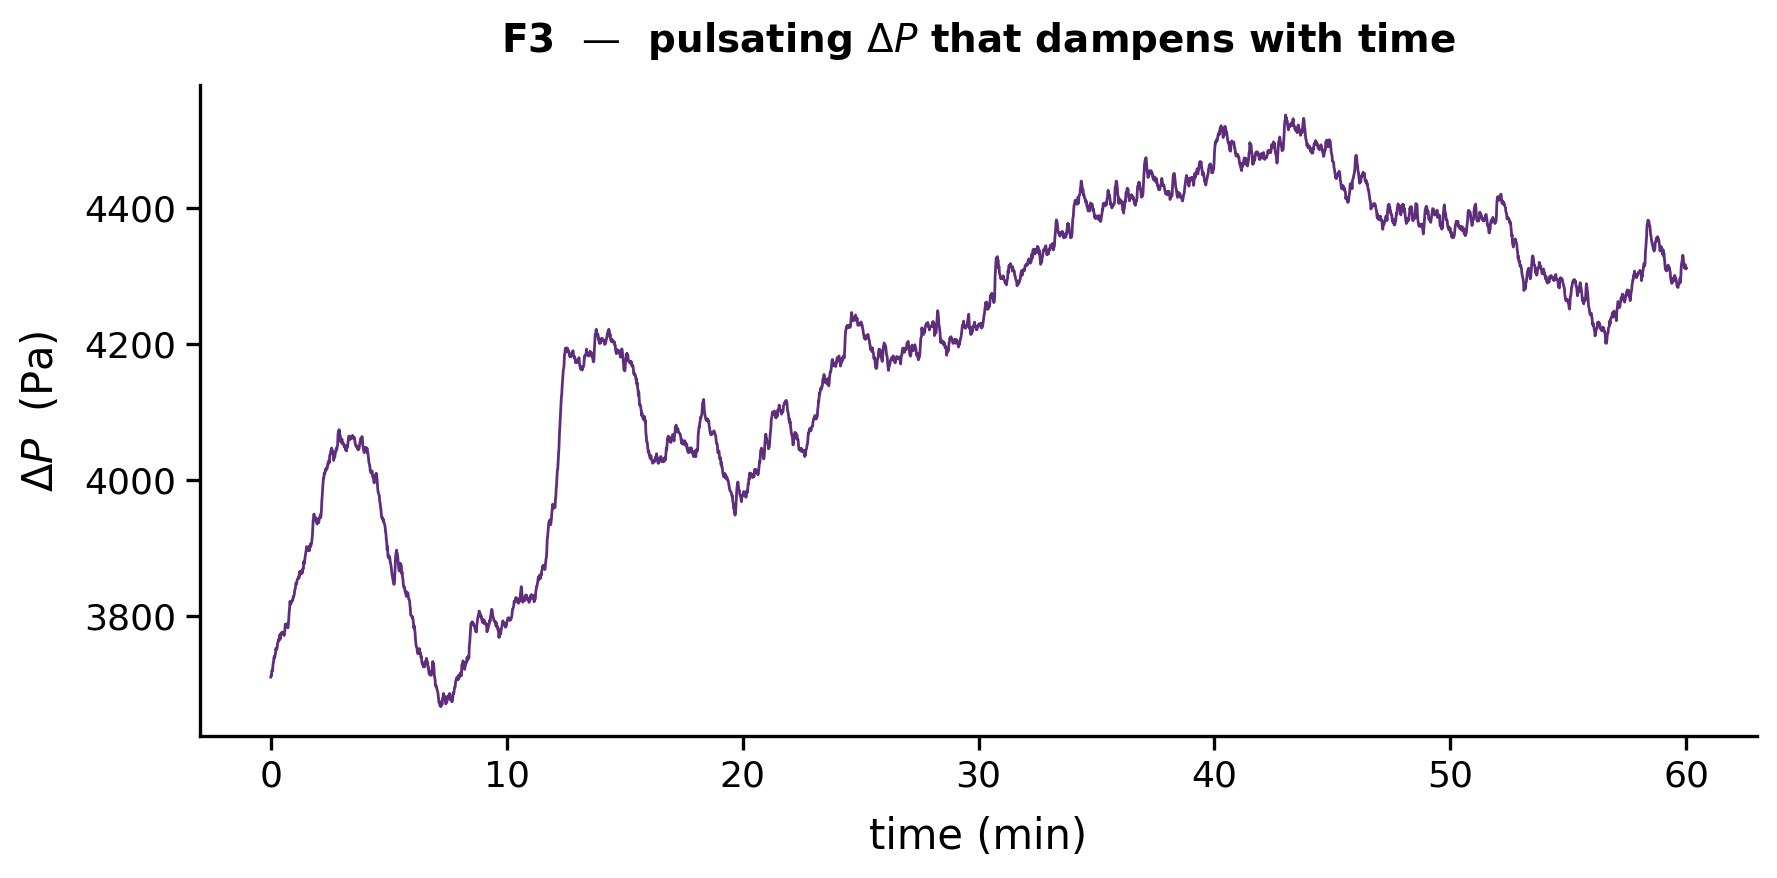 F3 — pulsating ΔP that dampens with time
ΔP (Pa)
4400
4200
4000
3800
0 10 20 30 40 50 60
time (min)